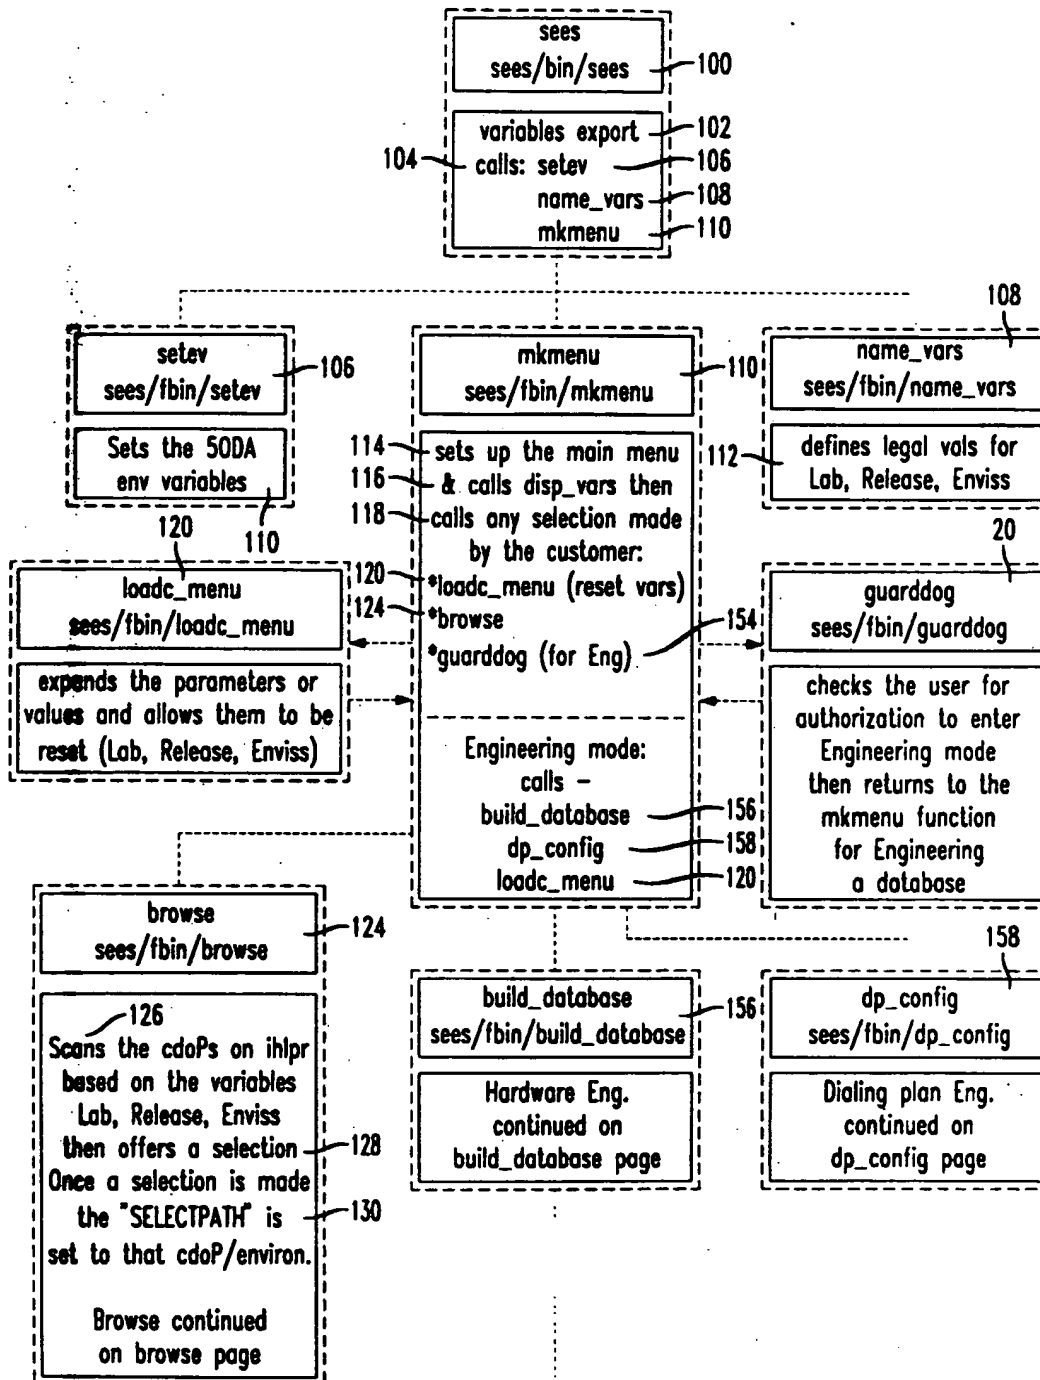 sees
sees/bin/sees
100
variables export
102
104
calls: setev
106
name_vars
108
mkmenu
110
setev
sees/fbin/setev
106
Sets the 5ODA
env variables
110
mkmenu
sees/fbin/mkmenu
110
108
name_vars
sees/fbin/name_vars
112
defines legal vals for
Lab, Release, Enviss
114
sets up the main menu
116
& calls disp_vars then
118
calls any selection made
by the customer:
120
*loadc_menu (reset vars)
124
*browse
*guarddog (for Eng)
154
Engineering mode:
calls -
build_database
156
dp_config
158
loadc_menu
120
120
loadc_menu
sees/fbin/loadc_menu
expands the parameters or
values and allows them to be
reset (Lab, Release, Enviss)
20
guarddog
sees/fbin/guarddog
checks the user for
authorization to enter
Engineering mode
then returns to the
mkmenu function
for Engineering
a database
browse
sees/fbin/browse
124
126
Scans the cdoPs on ihlpr
based on the variables
Lab, Release, Enviss
then offers a selection
128
Once a selection is made
the "SELECTPATH" is
130
set to that cdoP/environ.
Browse continued
on browse page
build_database
sees/fbin/build_database
156
Hardware Eng.
continued on
build_database page
158
dp_config
sees/fbin/dp_config
Dialing plan Eng.
continued on
dp_config page